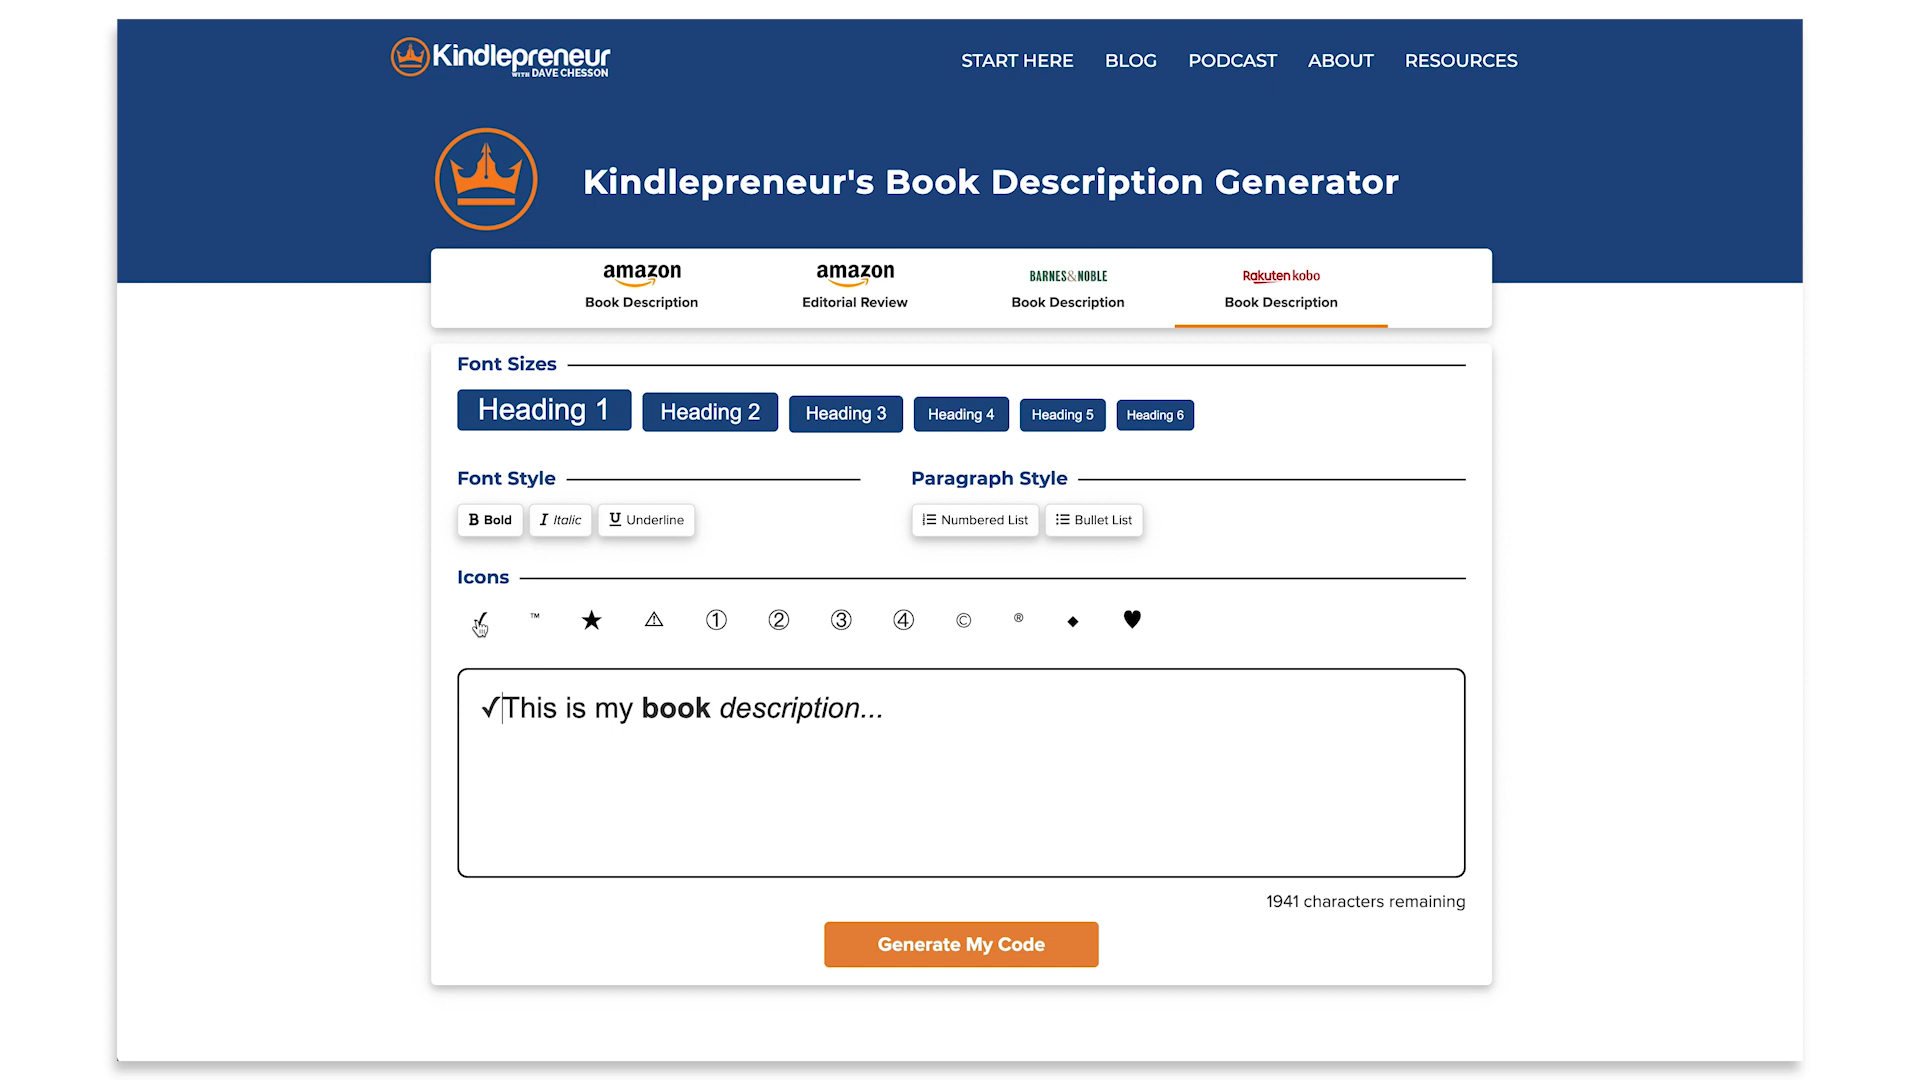 Kindlepreneur
WITH DAVE CHESSON
START HERE BLOG PODCAST ABOUT RESOURCES
Kindlepreneur's Book Description Generator
amazon amazon BARNES&NOBLE Rakuten kobo
Book Description Editorial Review Book Description Book Description
Font Sizes
Heading 1 Heading 2 Heading 3 Heading 4 Heading 5 Heading 6
Font Style Paragraph Style
B Bold I Italic U Underline Numbered List Bullet List
Icons
✓ ™ ★ ⚠ ① ② ③ ④ © ® ◆ ♥
✓This is my book description...
1941 characters remaining
Generate My Code